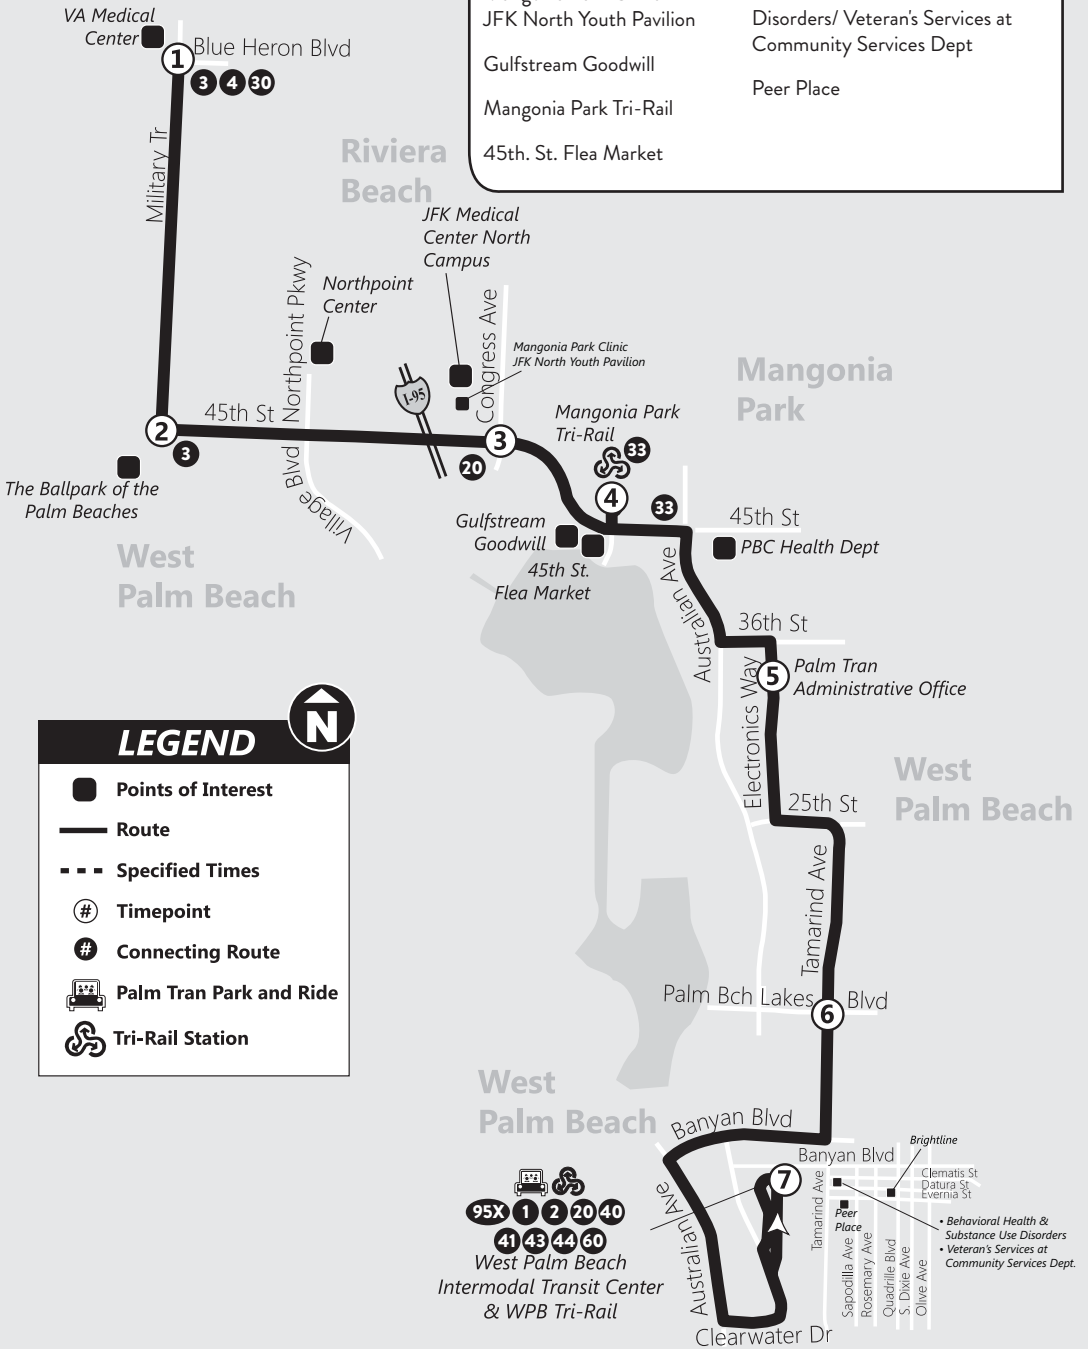 JFK North Youth Pavilion
Gulfstream Goodwill
Mangonia Park Tri-Rail
45th. St. Flea Market
Disorders/ Veteran's Services at
Community Services Dept
Peer Place
VA Medical
Center
1
Blue Heron Blvd
3 4 30
Military Tr
Riviera
Beach
JFK Medical
Center North
Campus
Northpoint
Center
Northpoint Pkwy
Congress Ave
Mangonia Park Clinic
JFK North Youth Pavilion
I-95
Mangonia
Park
Mangonia Park
Tri-Rail
33
45th St
2
3
3
20
4
33
45th St
The Ballpark of the
Palm Beaches
Village Blvd
Gulfstream
Goodwill
45th St.
Flea Market
PBC Health Dept
West
Palm Beach
Australian Ave
36th St
5
Palm Tran
Administrative Office
Electronics Way
West
Palm Beach
25th St
Tamarind Ave
N
LEGEND
Points of Interest
Route
Specified Times
# Timepoint
# Connecting Route
Palm Tran Park and Ride
Tri-Rail Station
Palm Bch Lakes Blvd
6
West
Palm Beach
Banyan Blvd
Banyan Blvd
Brightline
7
Clematis St
Datura St
Evernia St
Tamarind Ave
Peer
Place
• Behavioral Health &
Substance Use Disorders
• Veteran's Services at
Community Services Dept.
Sapodilla Ave
Rosemary Ave
Quadrille Blvd
S. Dixie Ave
Olive Ave
95X 1 2 20 40
41 43 44 60
West Palm Beach
Intermodal Transit Center
& WPB Tri-Rail
Australian Ave
Clearwater Dr